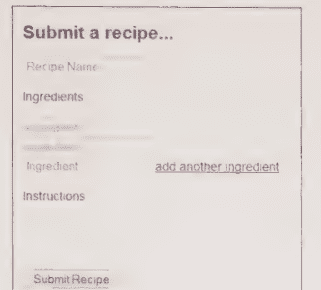 Submit a recipe...
Recipe Name
Ingredients
Ingredient add another ingredient
Instructions
Submit Recipe